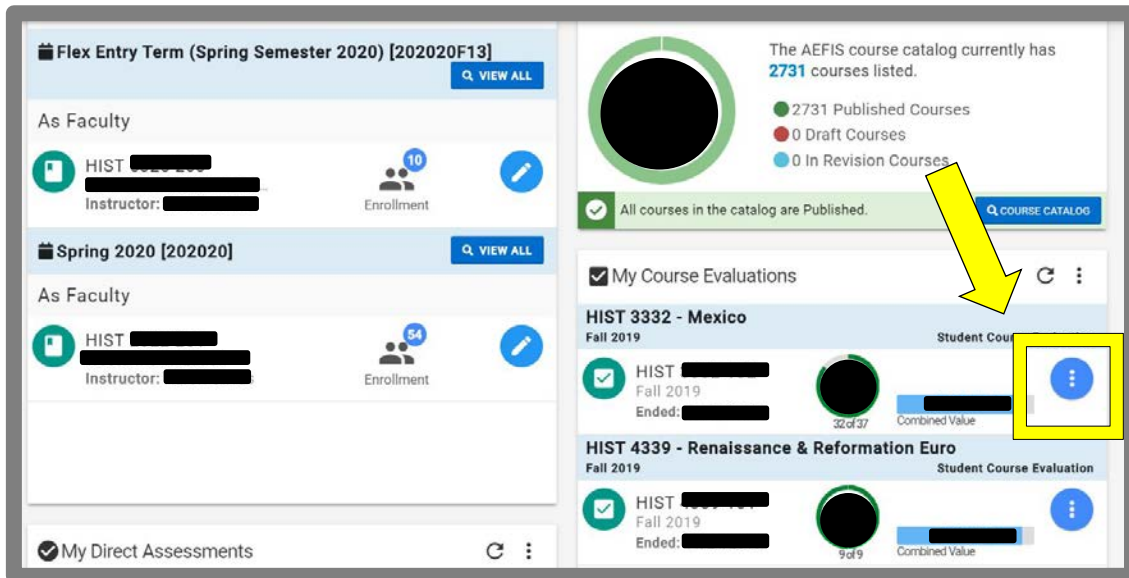 Flex Entry Term (Spring Semester 2020) [202020F13]
VIEW ALL
As Faculty
HIST
10
Instructor:
Enrollment
Spring 2020 [202020]
VIEW ALL
As Faculty
HIST
54
Instructor:
Enrollment
My Direct Assessments
The AEFIS course catalog currently has
2731 courses listed.
2731 Published Courses
0 Draft Courses
0 In Revision Courses
All courses in the catalog are Published.
COURSE CATALOG
My Course Evaluations
HIST 3332 - Mexico
Fall 2019
Student
HIST
Fall 2019
Ended:
32 of 37
Combined Value
HIST 4339 - Renaissance & Reformation Euro
Fall 2019
Student Course Evaluation
HIST
Fall 2019
Ended:
9 of 9
Combined Value